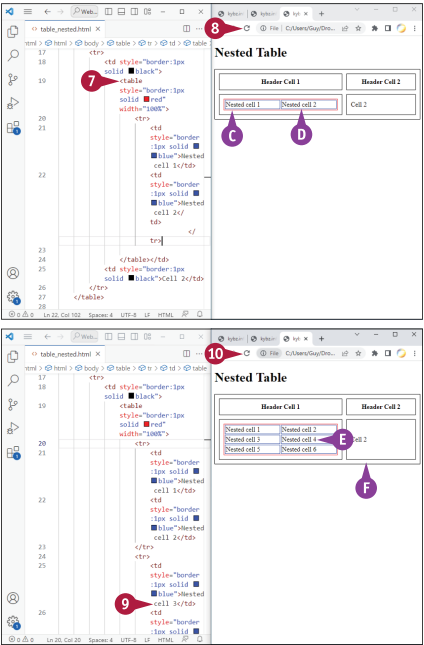 Web...
table_nested.html
html > body > table > tr > td > table
17 <tr>
18 <td style="border:1px
solid black">
19 <table
style="border:1px
solid red"
width="100%">
20 <tr>
21 <td
style="border
:1px solid
blue">Nested
cell 1</td>
22 <td
style="border
:1px solid
blue">Nested
cell 2</
td>
</
tr>
23
24 </table></td>
25 <td style="border:1px
solid black">Cell 2</td>
26 </tr>
27 </table>
28
0 0 Ln 22, Col 102 Spaces: 4 UTF-8 LF HTML
7
8
File C:/Users/Guy/Dro...
Nested Table
Header Cell 1 Header Cell 2
Nested cell 1 Nested cell 2 Cell 2
C D
Web...
table_nested.html
html > body > table > tr > td > table
17 <tr>
18 <td style="border:1px
solid black">
19 <table
style="border:1px
solid red"
width="100%">
20 <tr>
21 <td
style="border
:1px solid
blue">Nested
cell 1</td>
22 <td
style="border
:1px solid
blue">Nested
cell 2</td>
23 </tr>
24 <tr>
25 <td
style="border
:1px solid
blue">Nested
cell 3</td>
26 <td
style="border
:1px solid
0 0 Ln 20, Col 20 Spaces: 4 UTF-8 LF HTML
9
10
File C:/Users/Guy/Dro...
Nested Table
Header Cell 1 Header Cell 2
Nested cell 1 Nested cell 2
Nested cell 3 Nested cell 4 E Cell 2
Nested cell 5 Nested cell 6
F